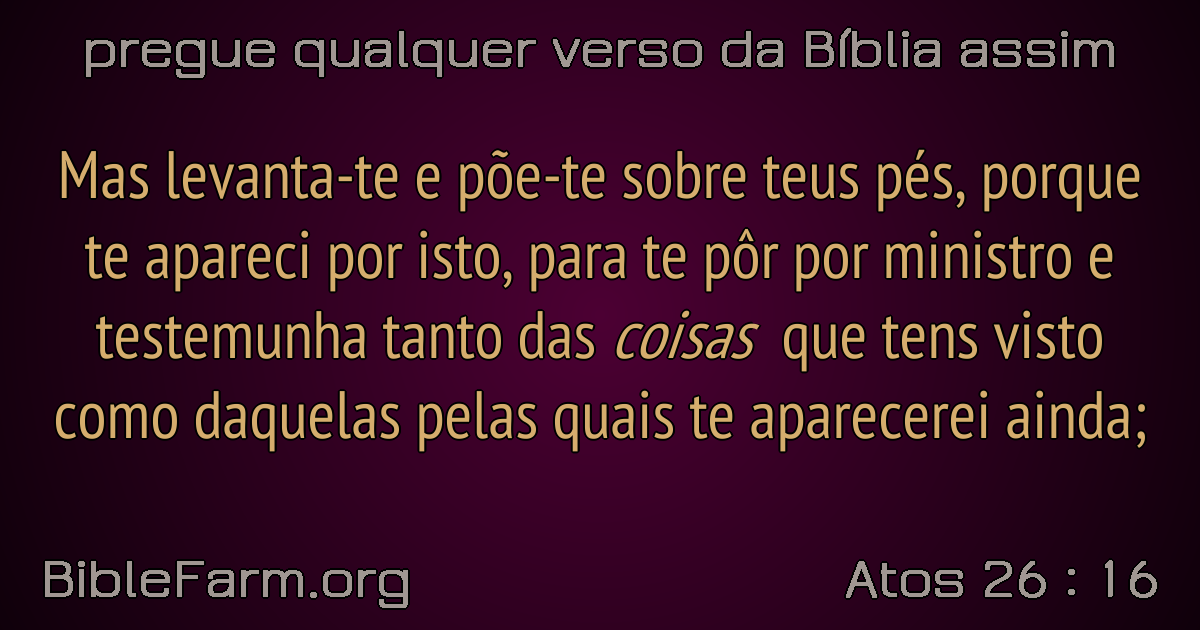 pregue qualquer verso da Bíblia assim
Mas levanta-te e põe-te sobre teus pés, porque
te apareci por isto, para te pôr por ministro e
testemunha tanto das coisas que tens visto
como daquelas pelas quais te aparecerei ainda;
BibleFarm.org
Atos 26 : 16